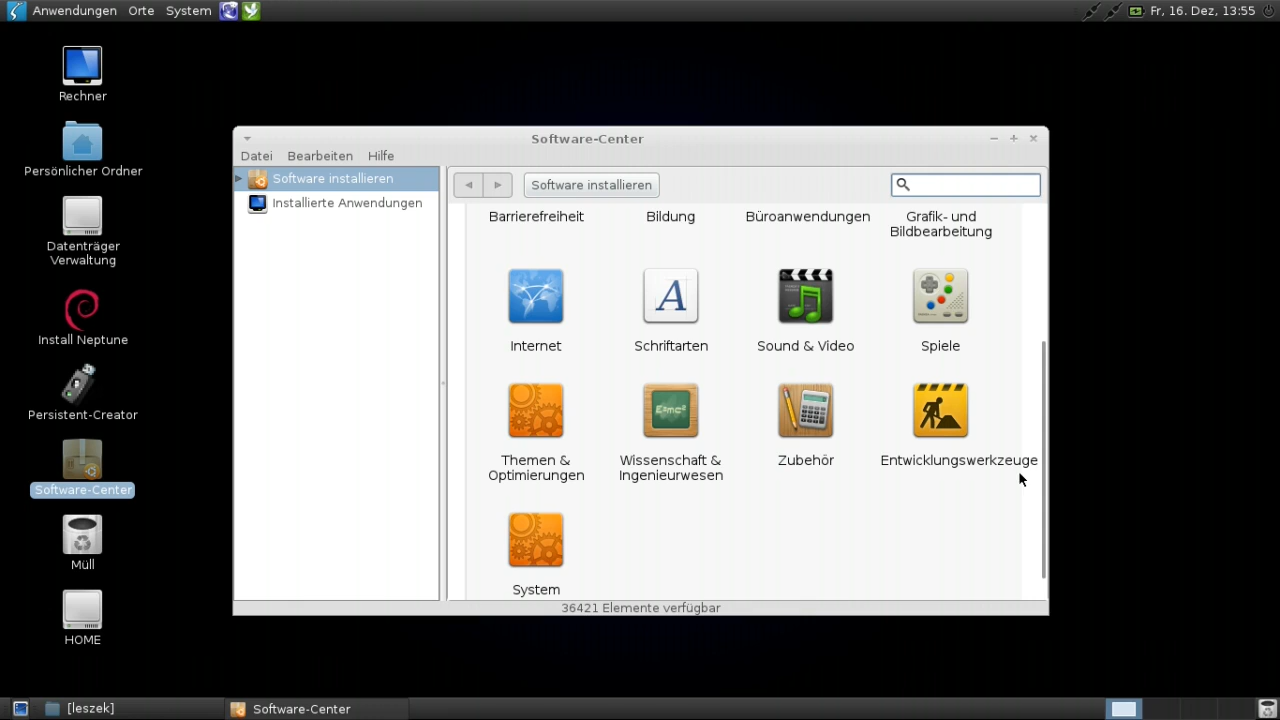 Anwendungen Orte System Fr, 16. Dez, 13:55
Rechner
Persönlicher Ordner
Datenträger
Verwaltung
Install Neptune
Persistent-Creator
Software-Center
Müll
HOME
Software-Center
Datei Bearbeiten Hilfe
Software installieren
Installierte Anwendungen
Software installieren
Barrierefreiheit Bildung Büroanwendungen Grafik- und
Bildbearbeitung
A
Internet Schriftarten Sound & Video Spiele
E=mc²
Themen &
Optimierungen
Wissenschaft &
Ingenieurwesen
Zubehör
Entwicklungswerkzeuge
System
36421 Elemente verfügbar
[leszek] Software-Center